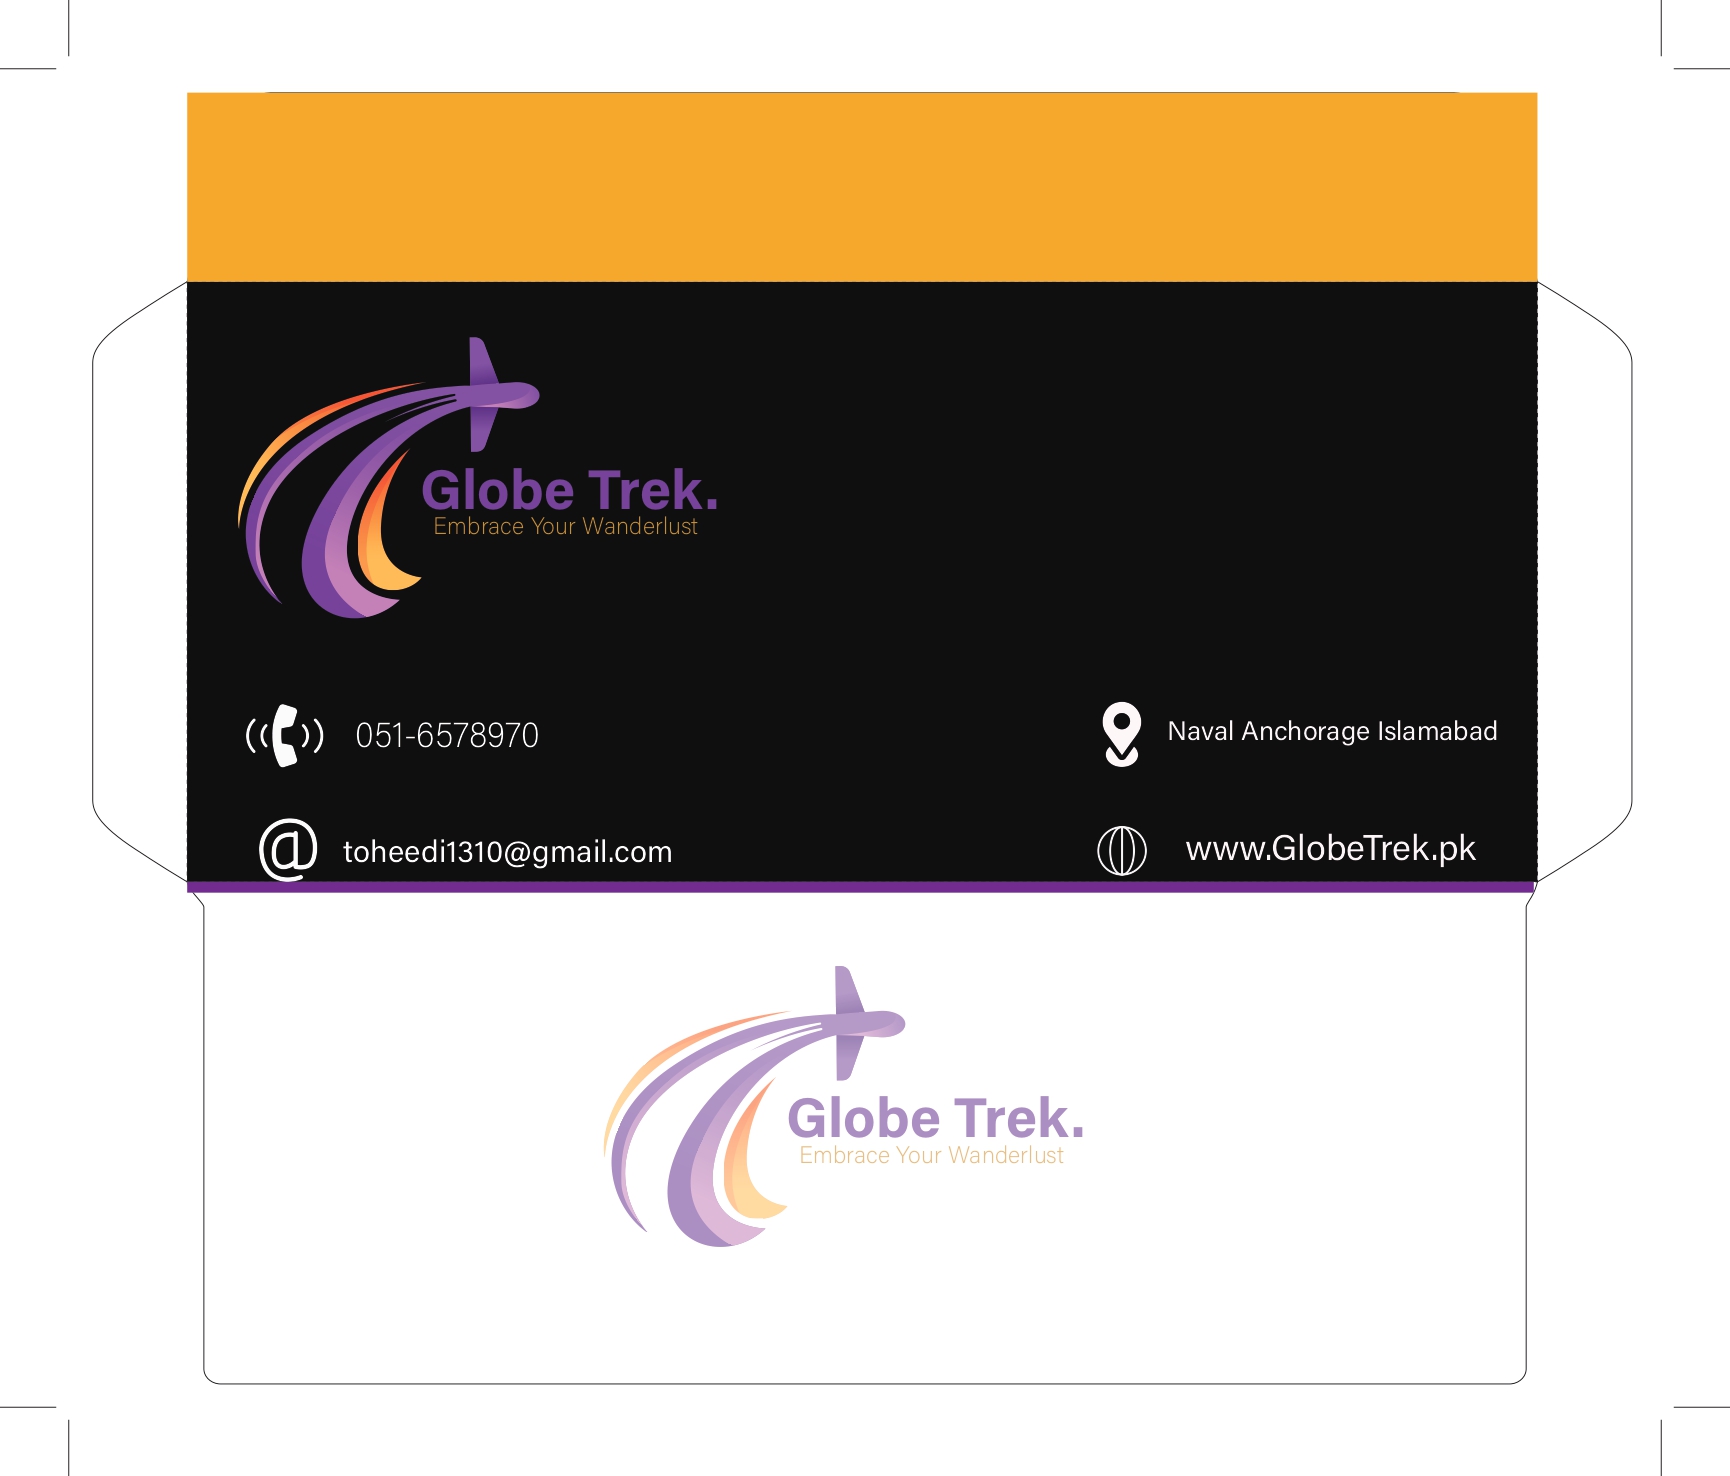 Globe Trek.
Embrace Your Wanderlust
051-6578970
Naval Anchorage Islamabad
toheedi1310@gmail.com
www.GlobeTrek.pk
Globe Trek.
Embrace Your Wanderlust